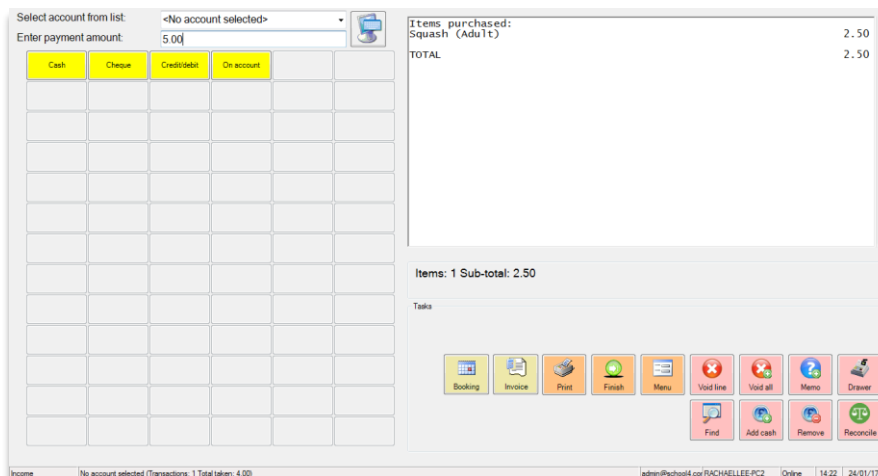 Select account from list: <No account selected>
Enter payment amount: 5.00
Cash Cheque Credit/debit On account
Items purchased:
Squash (Adult) 2.50
TOTAL 2.50
Items: 1 Sub-total: 2.50
Tasks
Booking Invoice Print Finish Menu Void line Void all Memo Drawer
Find Add cash Remove Reconcile
Income No account selected (Transactions: 1 Total taken: 4.00) admin@school4.co RACHAELLEE-PC2 Online 14:22 24/01/17